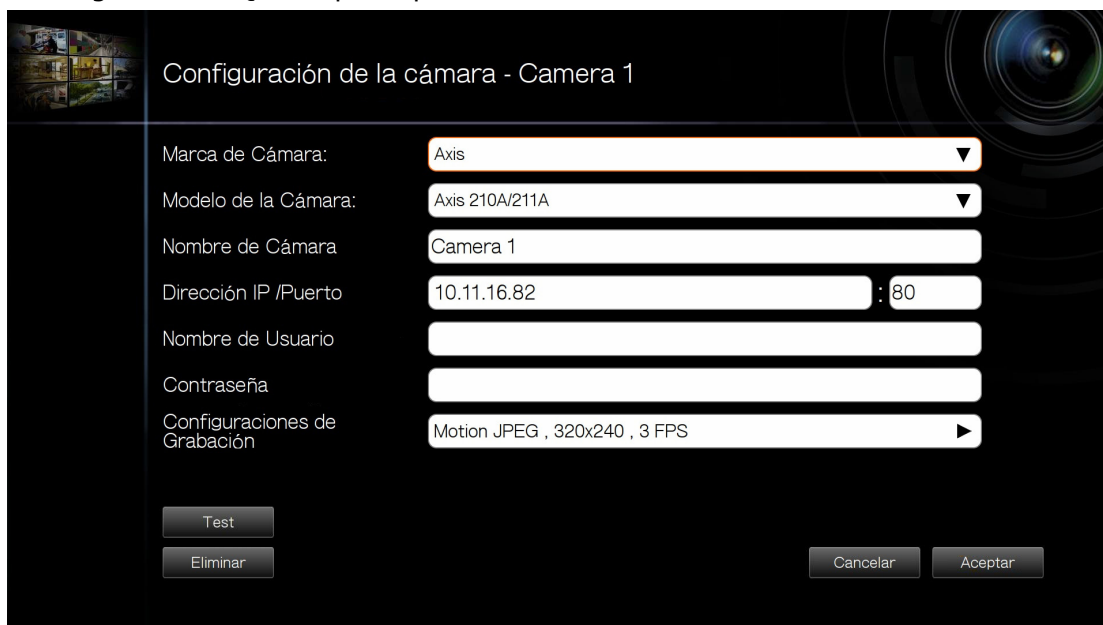 Configuración de la cámara - Camera 1
Marca de Cámara: Axis
Modelo de la Cámara: Axis 210A/211A
Nombre de Cámara Camera 1
Dirección IP /Puerto 10.11.16.82 : 80
Nombre de Usuario
Contraseña
Configuraciones de
Grabación
Motion JPEG , 320x240 , 3 FPS
Test
Eliminar Cancelar Aceptar